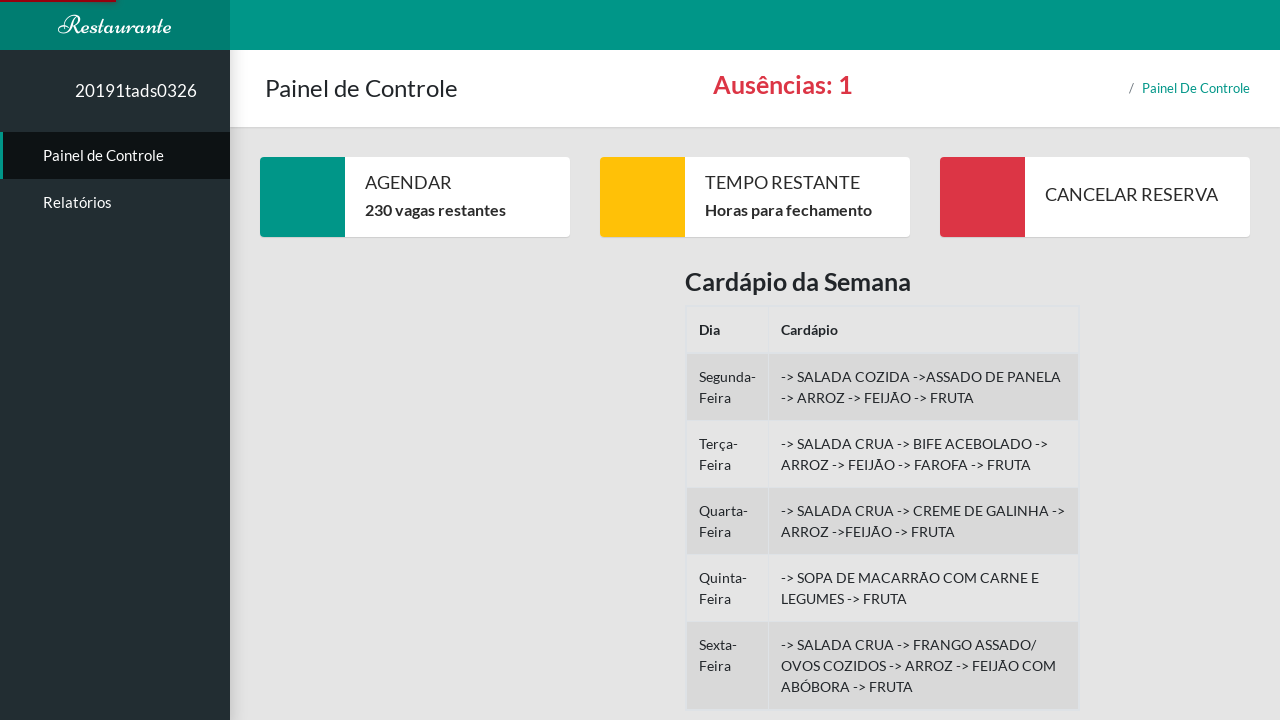 Restaurante
20191tads0326
Painel de Controle
Relatórios
Painel de Controle
Ausências: 1
/ Painel De Controle
AGENDAR
230 vagas restantes
TEMPO RESTANTE
Horas para fechamento
CANCELAR RESERVA
Cardápio da Semana
Dia Cardápio
Segunda- -> SALADA COZIDA ->ASSADO DE PANELA
Feira -> ARROZ -> FEIJÃO -> FRUTA
Terça- -> SALADA CRUA -> BIFE ACEBOLADO ->
Feira ARROZ -> FEIJÃO -> FAROFA -> FRUTA
Quarta- -> SALADA CRUA -> CREME DE GALINHA ->
Feira ARROZ ->FEIJÃO -> FRUTA
Quinta- -> SOPA DE MACARRÃO COM CARNE E
Feira LEGUMES -> FRUTA
Sexta- -> SALADA CRUA -> FRANGO ASSADO/
Feira OVOS COZIDOS -> ARROZ -> FEIJÃO COM
ABÓBORA -> FRUTA